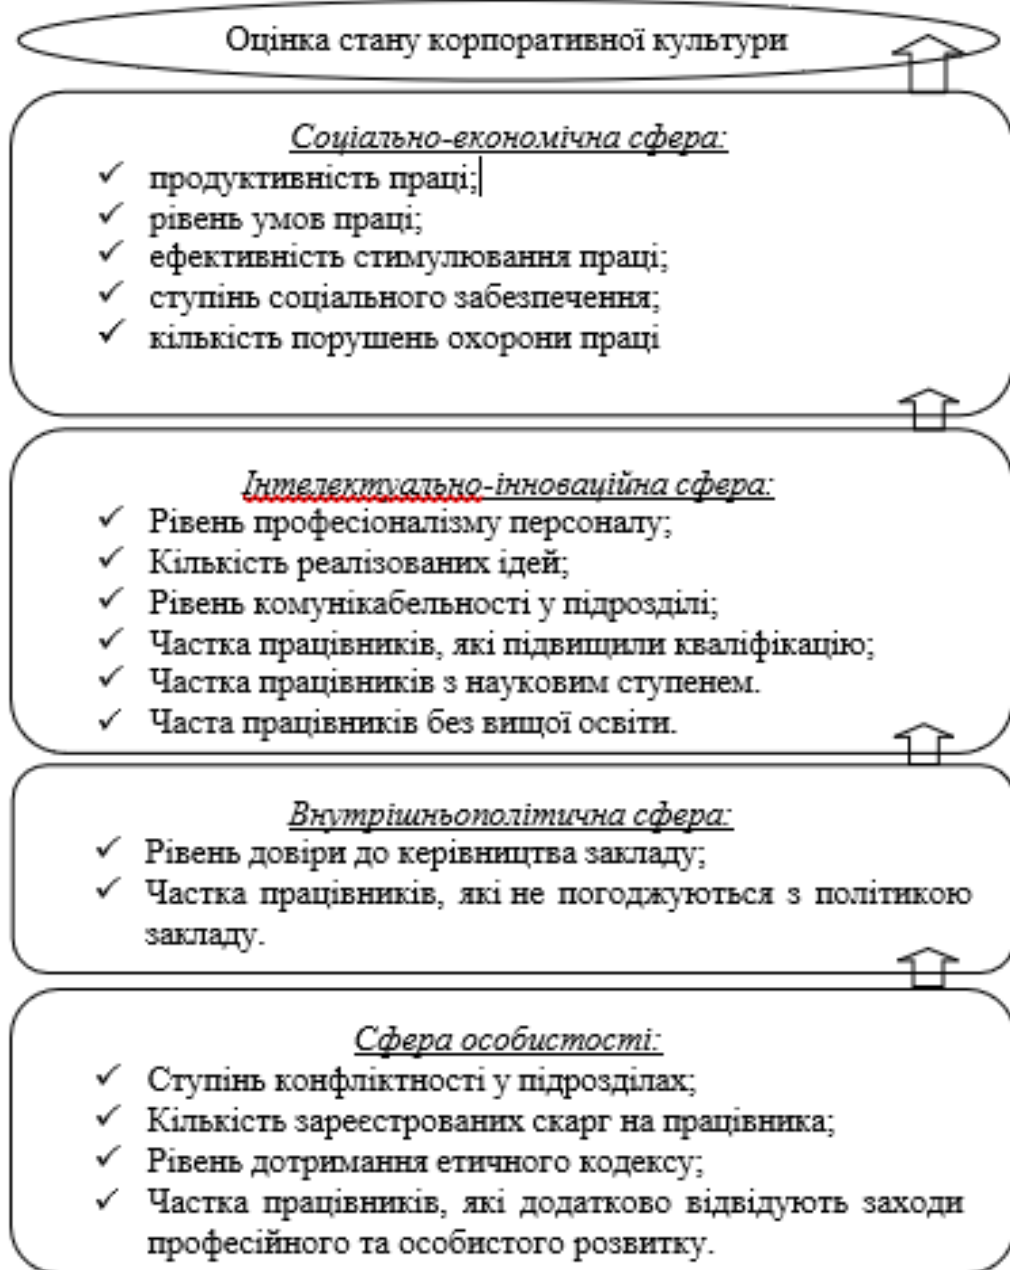 Оцінка стану корпоративної культури
Соціально-економічна сфера:
продуктивність праці;
рівень умов праці;
ефективність стимулювання праці;
ступінь соціального забезпечення;
кількість порушень охорони праці
Інтелектуально-інноваційна сфера:
Рівень професіоналізму персоналу;
Кількість реалізованих ідей;
Рівень комунікабельності у підрозділі;
Частка працівників, які підвищили кваліфікацію;
Частка працівників з науковим ступенем.
Часта працівників без вищої освіти.
Внутрішньополітична сфера:
Рівень довіри до керівництва закладу;
Частка працівників, які не погоджуються з політикою
закладу.
Сфера особистості:
Ступінь конфліктності у підрозділах;
Кількість зареєстрованих скарг на працівника;
Рівень дотримання етичного кодексу;
Частка працівників, які додатково відвідують заходи
професійного та особистого розвитку.